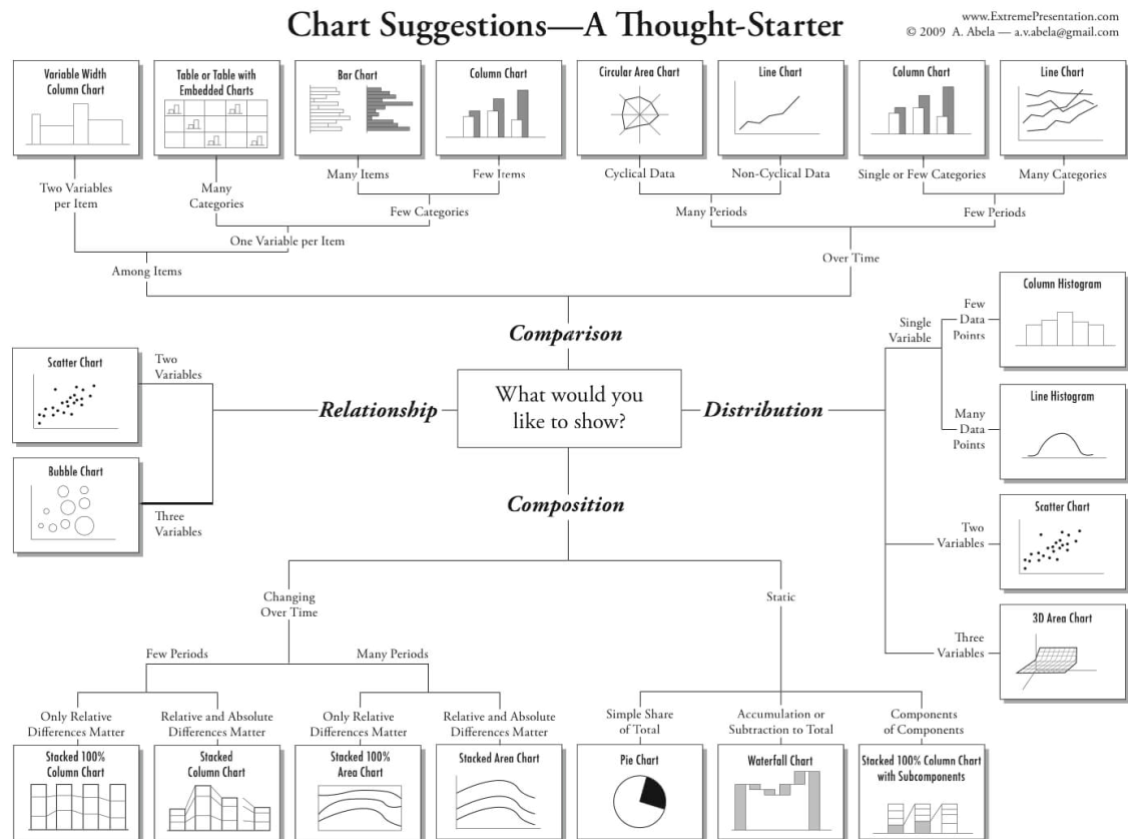 Chart Suggestions—A Thought-Starter
www.ExtremePresentation.com
© 2009 A. Abela — a.v.abela@gmail.com
Variable Width
Column Chart
Table or Table with
Embedded Charts
Bar Chart
Column Chart
Circular Area Chart
Line Chart
Column Chart
Line Chart
Two Variables
per Item
Many
Categories
Many Items
Few Items
Cyclical Data
Non-Cyclical Data
Single or Few Categories
Many Categories
Few Categories
Many Periods
Few Periods
One Variable per Item
Among Items
Over Time
Comparison
What would you
like to show?
Relationship
Two
Variables
Scatter Chart
Three
Variables
Bubble Chart
Distribution
Single
Variable
Few
Data
Points
Column Histogram
Many
Data
Points
Line Histogram
Two
Variables
Scatter Chart
Three
Variables
3D Area Chart
Composition
Changing
Over Time
Static
Few Periods
Many Periods
Only Relative
Differences Matter
Relative and Absolute
Differences Matter
Only Relative
Differences Matter
Relative and Absolute
Differences Matter
Simple Share
of Total
Accumulation or
Subtraction to Total
Components
of Components
Stacked 100%
Column Chart
Stacked
Column Chart
Stacked 100%
Area Chart
Stacked Area Chart
Pie Chart
Waterfall Chart
Stacked 100% Column Chart
with Subcomponents